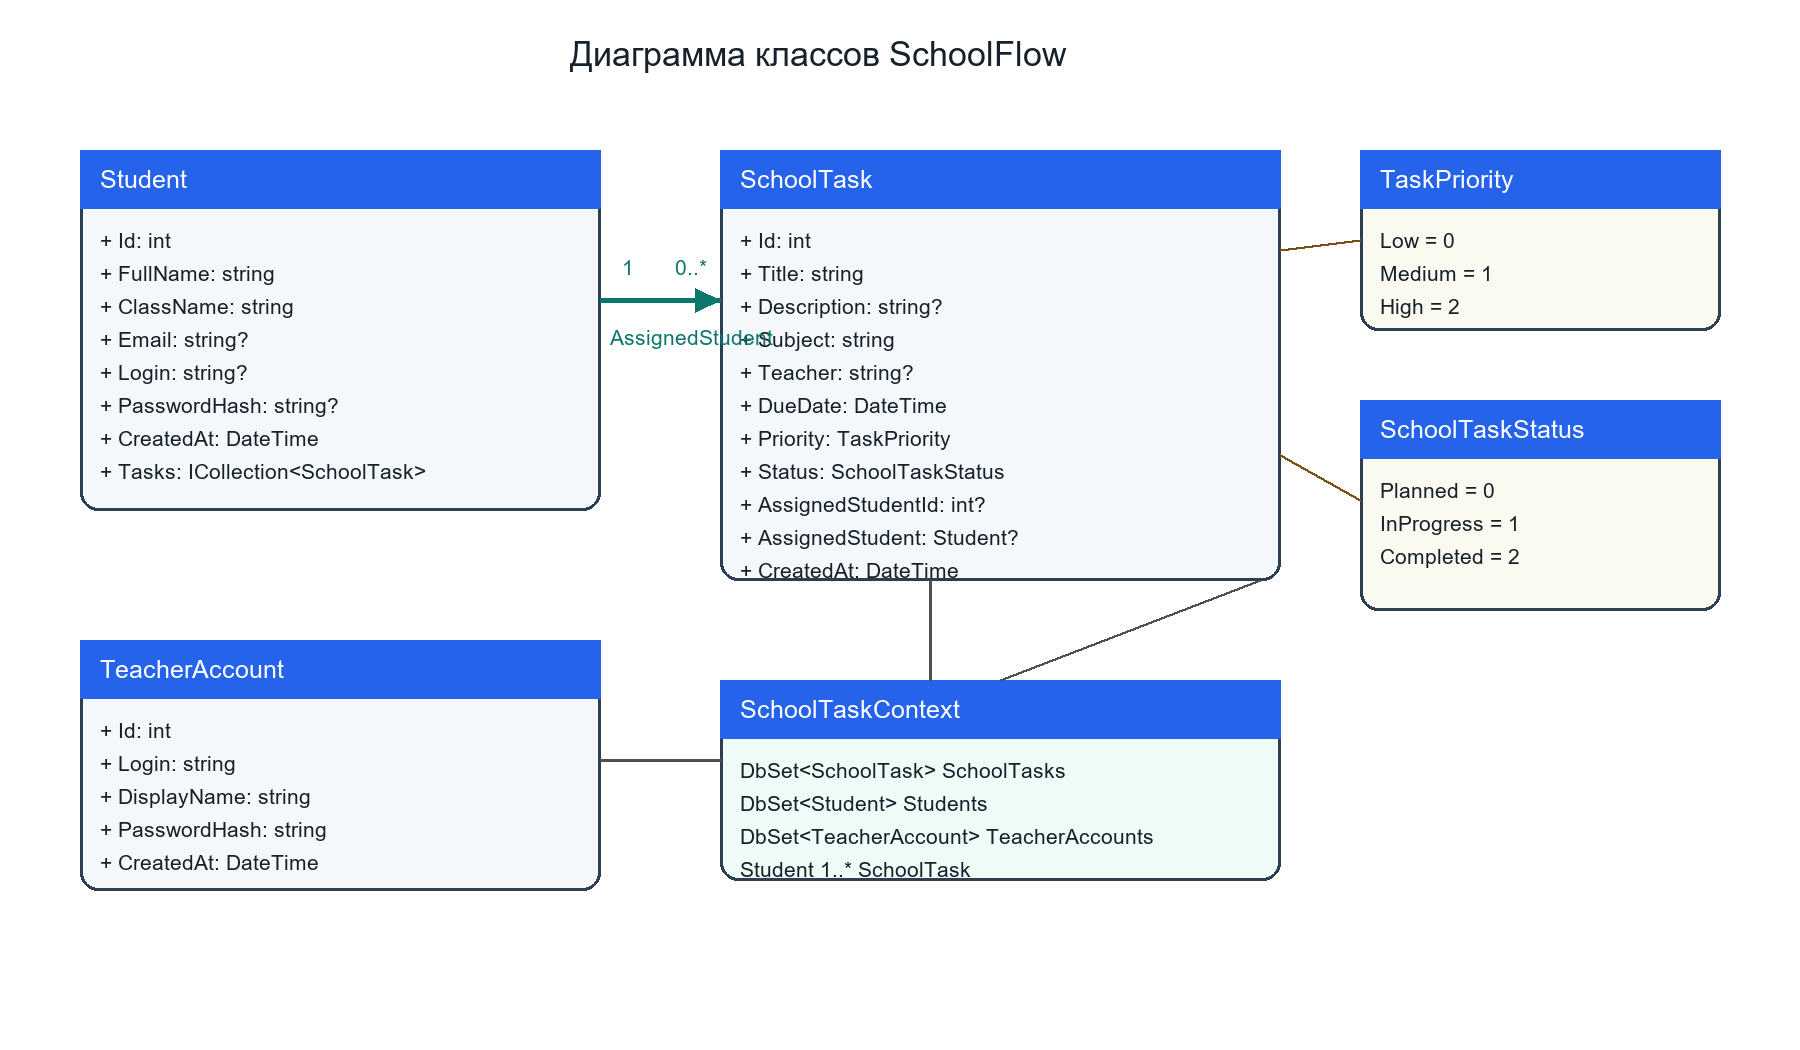 Диаграмма классов SchoolFlow
Student
+ Id: int
+ FullName: string
+ ClassName: string
+ Email: string?
+ Login: string?
+ PasswordHash: string?
+ CreatedAt: DateTime
+ Tasks: ICollection<SchoolTask>
1
0..*
AssignedStudent
SchoolTask
+ Id: int
+ Title: string
+ Description: string?
+ Subject: string
+ Teacher: string?
+ DueDate: DateTime
+ Priority: TaskPriority
+ Status: SchoolTaskStatus
+ AssignedStudentId: int?
+ AssignedStudent: Student?
+ CreatedAt: DateTime
TaskPriority
Low = 0
Medium = 1
High = 2
SchoolTaskStatus
Planned = 0
InProgress = 1
Completed = 2
TeacherAccount
+ Id: int
+ Login: string
+ DisplayName: string
+ PasswordHash: string
+ CreatedAt: DateTime
SchoolTaskContext
DbSet<SchoolTask> SchoolTasks
DbSet<Student> Students
DbSet<TeacherAccount> TeacherAccounts
Student 1..* SchoolTask